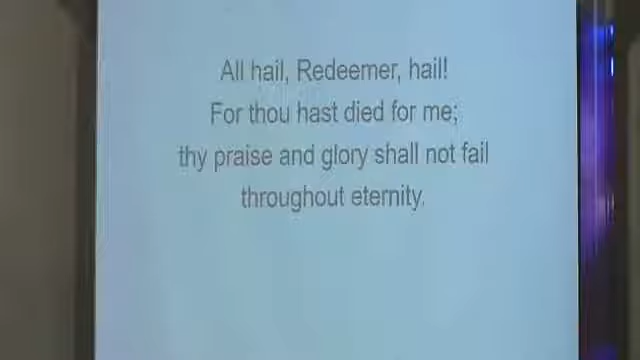 All hail, Redeemer, hail!
For thou hast died for me;
thy praise and glory shall not fail
throughout eternity.